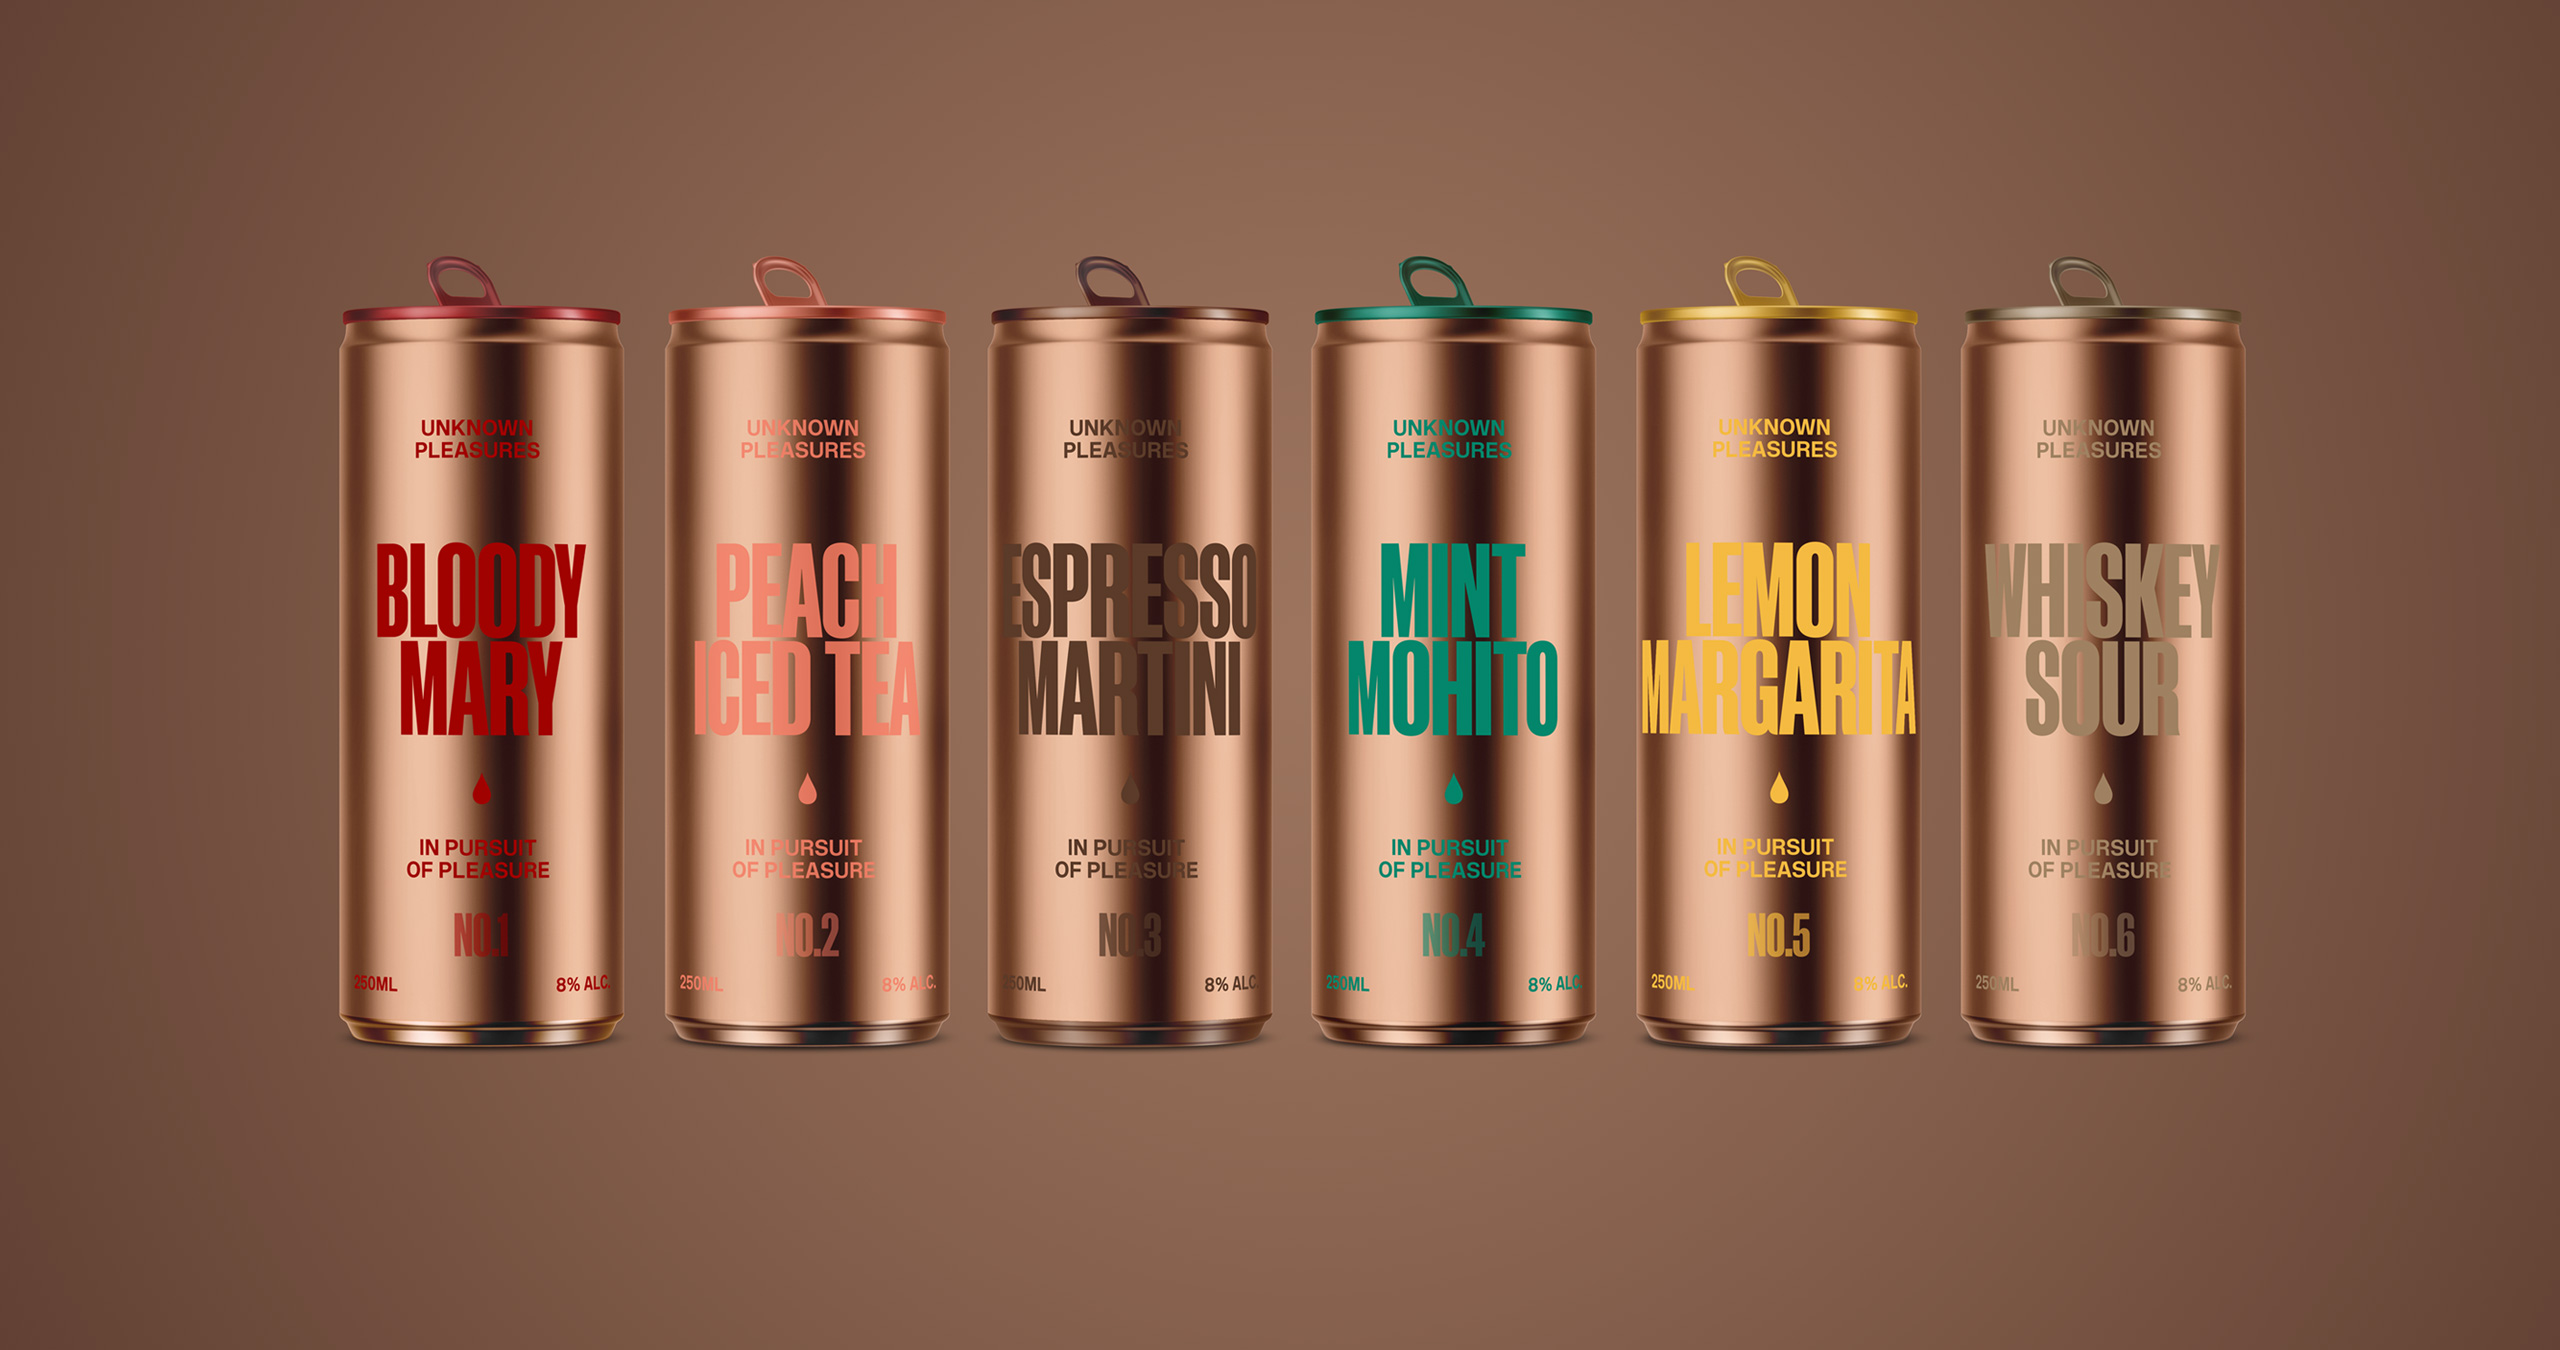 UNKNOWN
PLEASURES
BLOODY
MARY
IN PURSUIT
OF PLEASURE
NO.1
250ML
8% ALC.
UNKNOWN
PLEASURES
PEACH
ICED TEA
IN PURSUIT
OF PLEASURE
NO.2
250ML
8% ALC.
UNKNOWN
PLEASURES
ESPRESSO
MARTINI
IN PURSUIT
OF PLEASURE
NO.3
250ML
8% ALC.
UNKNOWN
PLEASURES
MINT
MOHITO
IN PURSUIT
OF PLEASURE
NO.4
250ML
8% ALC.
UNKNOWN
PLEASURES
LEMON
MARGARITA
IN PURSUIT
OF PLEASURE
NO.5
250ML
8% ALC.
UNKNOWN
PLEASURES
WHISKEY
SOUR
IN PURSUIT
OF PLEASURE
NO.6
250ML
8% ALC.